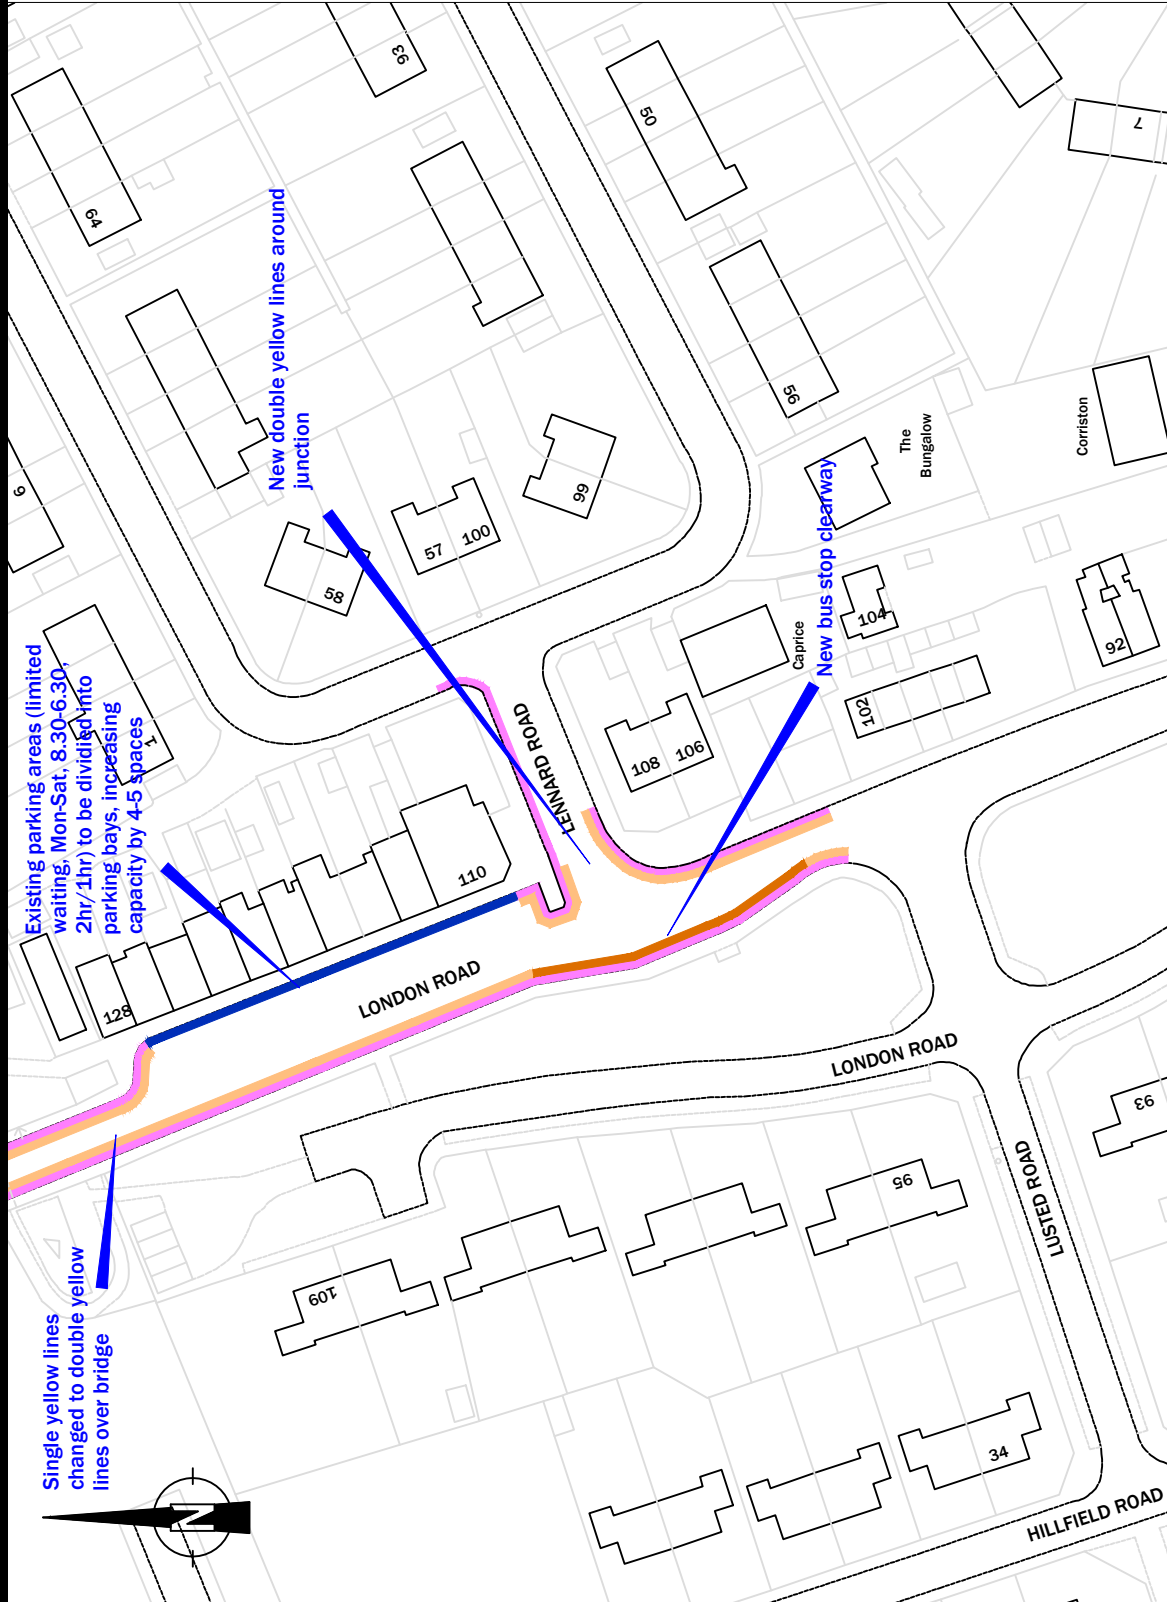 New double yellow lines around
junction
Existing parking areas (limited
waiting, Mon-Sat, 8.30-6.30,
2hr/1hr) to be dividied into
parking bays, increasing
capacity by 4-5 spaces
New bus stop clearway
Single yellow lines
changed to double yellow
lines over bridge
LENNARD ROAD
LONDON ROAD
LONDON ROAD
LUSTED ROAD
HILLFIELD ROAD
The
Bungalow
Corriston
Caprice
93
50
7
64
56
9
99
57
100
58
1
104
92
102
108
106
110
128
93
95
109
34
N